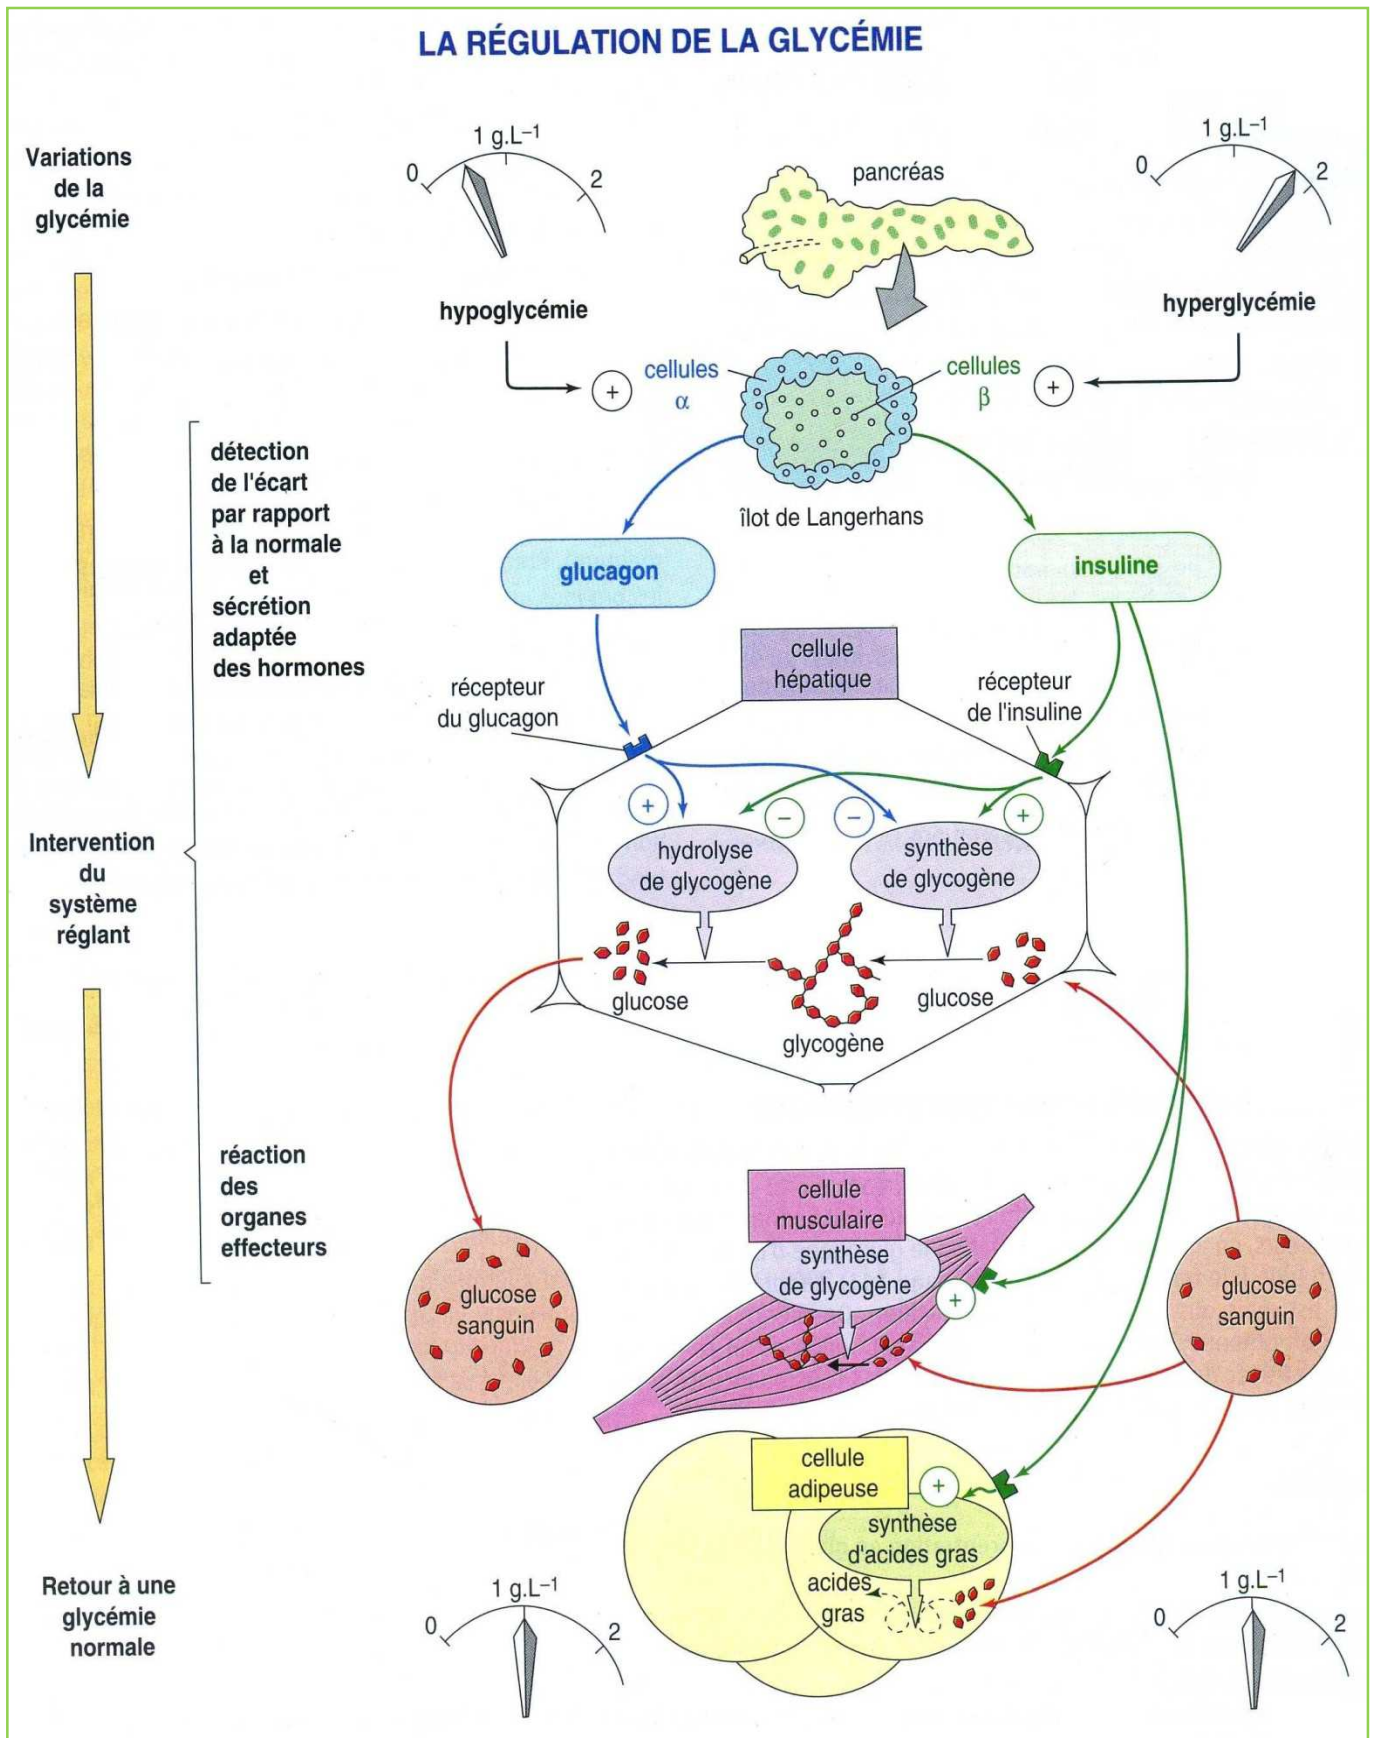 LA RÉGULATION DE LA GLYCÉMIE
Variations
de la
glycémie
0
1 g.L–1
2
hypoglycémie
pancréas
0
1 g.L–1
2
hyperglycémie
+
cellules
α
cellules
β
+
îlot de Langerhans
détection
de l'écart
par rapport
à la normale
et
sécrétion
adaptée
des hormones
glucagon
insuline
cellule
hépatique
récepteur
du glucagon
récepteur
de l'insuline
+
–
–
+
hydrolyse
de glycogène
synthèse
de glycogène
glucose
glycogène
glucose
Intervention
du
système
réglant
réaction
des
organes
effecteurs
glucose
sanguin
cellule
musculaire
synthèse
de glycogène
+
glucose
sanguin
cellule
adipeuse
+
synthèse
d'acides gras
acides
gras
Retour à une
glycémie
normale
0
1 g.L–1
2
0
1 g.L–1
2